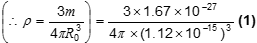 (∴ ρ = 3m / 4πR₀³) = 3×1.67×10⁻²⁷ / 4π×(1.12×10⁻¹⁵)³ (1)